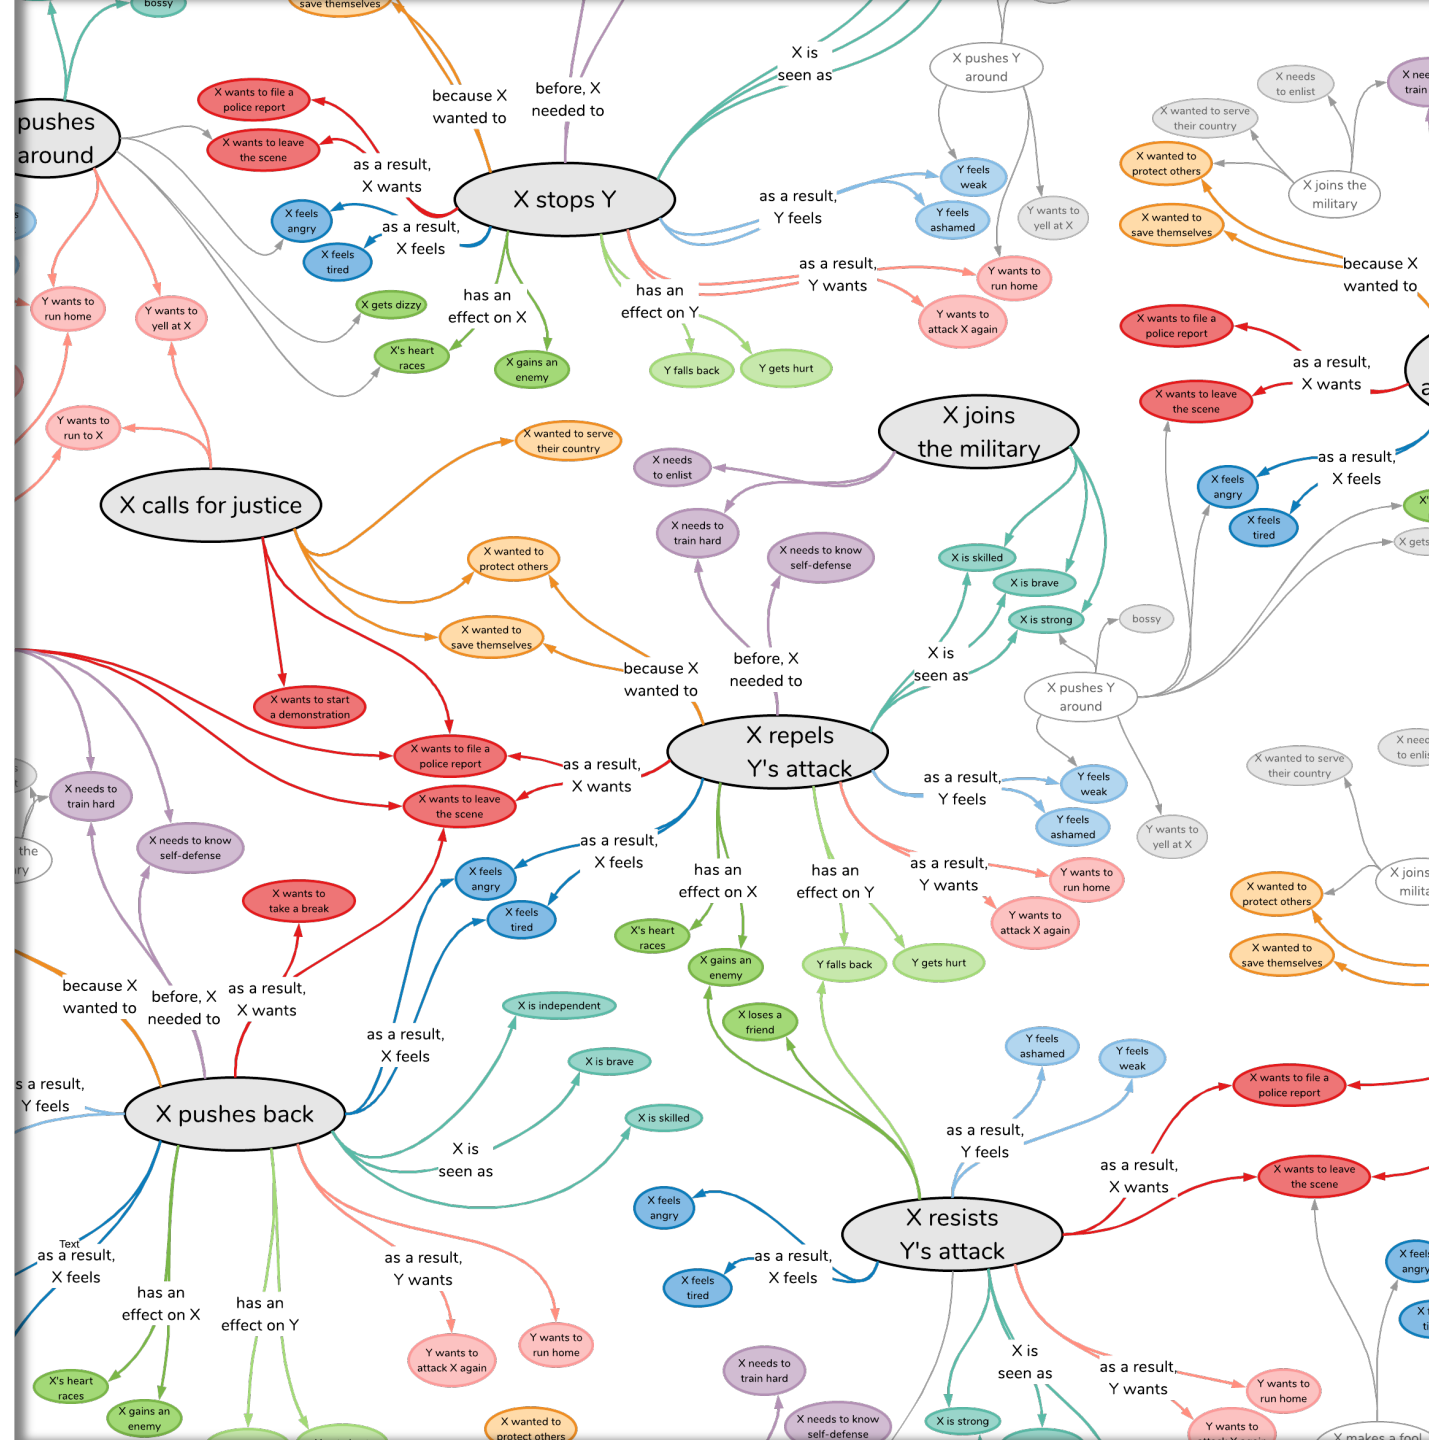 bossy
save themselves
X is
seen as
X pushes Y
around
X needs
to enlist
X nee
train
because X
wanted to
before, X
needed to
X wants to file a
police report
X wanted to serve
their country
pushes
around
X wants to leave
the scene
as a result,
X wants
X stops Y
Y feels
weak
X wanted to
protect others
X joins the
military
s
X feels
angry
as a result,
X feels
as a result,
Y feels
Y feels
ashamed
Y wants to
yell at X
X wanted to
save themselves
X feels
tired
as a result,
Y wants
Y wants to
run home
because X
wanted to
Y wants to
run home
Y wants to
yell at X
X gets dizzy
has an
effect on X
has an
effect on Y
Y wants to
attack X again
X wants to file a
police report
X's heart
races
X gains an
enemy
Y falls back
Y gets hurt
as a result,
X wants
a
Y wants to
run to X
X wanted to serve
their country
X joins
the military
X wants to leave
the scene
X needs
to enlist
as a result,
X feels
X feels
angry
X calls for justice
X needs to
train hard
X feels
tired
X'
X gets
X wanted to
protect others
X needs to know
self-defense
X is skilled
X is brave
X is strong
bossy
X wanted to
save themselves
because X
wanted to
before, X
needed to
X is
seen as
X pushes Y
around
X wants to start
a demonstration
X wants to file a
police report
as a result,
X wants
X repels
Y's attack
as a result,
Y feels
Y feels
weak
X wanted to serve
their country
X need
to enlis
X needs to
train hard
X wants to leave
the scene
Y feels
ashamed
Y wants to
yell at X
the
ry
X needs to know
self-defense
as a result,
X feels
X feels
angry
has an
effect on X
has an
effect on Y
as a result,
Y wants
Y wants to
run home
X wanted to
protect others
X joins
milita
X wants to
take a break
X feels
tired
X's heart
races
Y wants to
attack X again
X wanted to
save themselves
X gains an
enemy
Y falls back
Y gets hurt
because X
wanted to
before, X
needed to
as a result,
X wants
X is independent
X loses a
friend
as a result,
X feels
X is brave
Y feels
ashamed
Y feels
weak
s a result,
Y feels
X pushes back
X is skilled
X wants to file a
police report
X is
seen as
as a result,
Y feels
as a result,
X wants
X wants to leave
the scene
X feels
angry
X resists
Y's attack
Text
as a result,
X feels
as a result,
Y wants
as a result,
X feels
X feels
tired
X feels
angry
has an
effect on X
has an
effect on Y
X f
ti
Y wants to
attack X again
Y wants to
run home
X needs to
train hard
X is
seen as
as a result,
Y wants
Y wants to
run home
X's heart
races
X gains an
enemy
X wanted to
protect others
X needs to know
self-defense
X is strong
Y wants to
X makes a fool